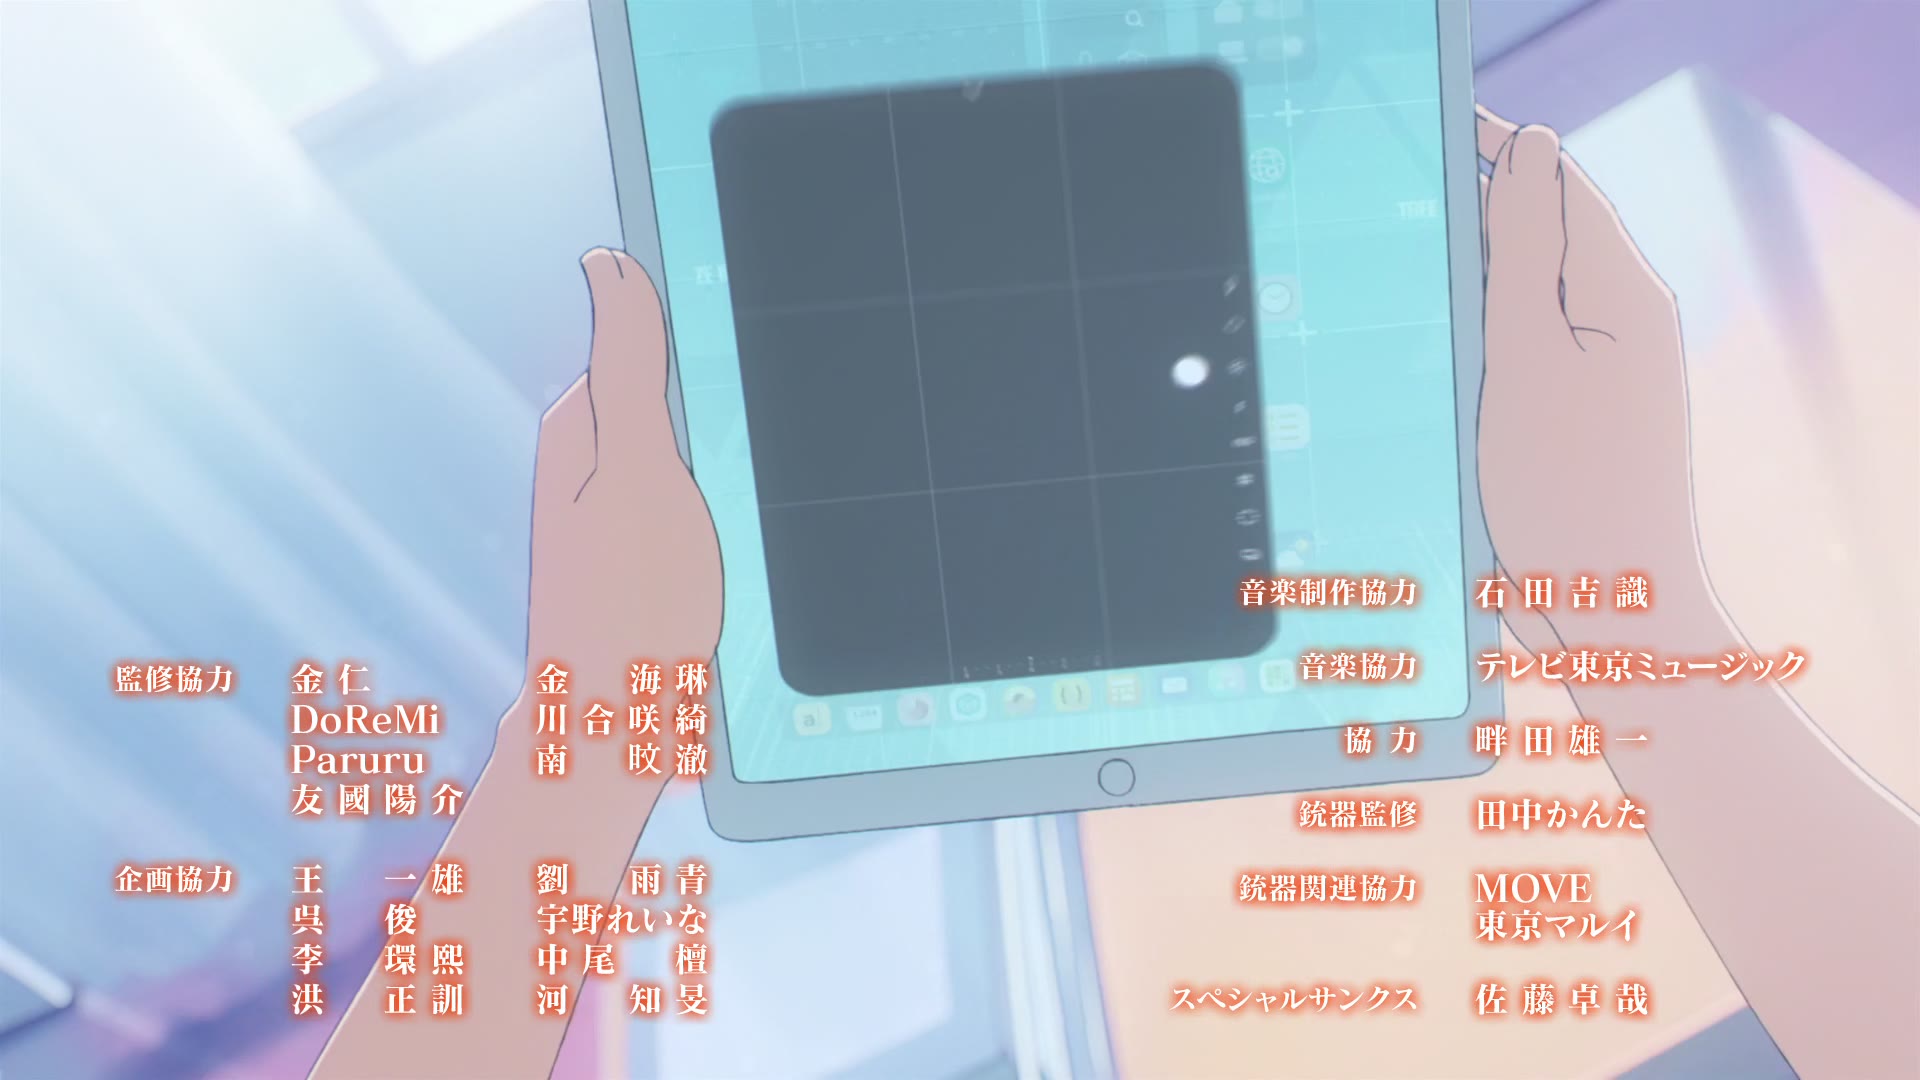 監修協力 金仁 金海琳
DoReMi 川合咲綺
Paruru 南旼澈
友國陽介
企画協力 王一雄 劉雨青
呉俊 宇野れいな
李環熙 中尾檀
洪正訓 河知旻
音楽制作協力 石田吉識
音楽協力 テレビ東京ミュージック
協力 畔田雄一
銃器監修 田中かんた
銃器関連協力 MOVE
東京マルイ
スペシャルサンクス 佐藤卓哉